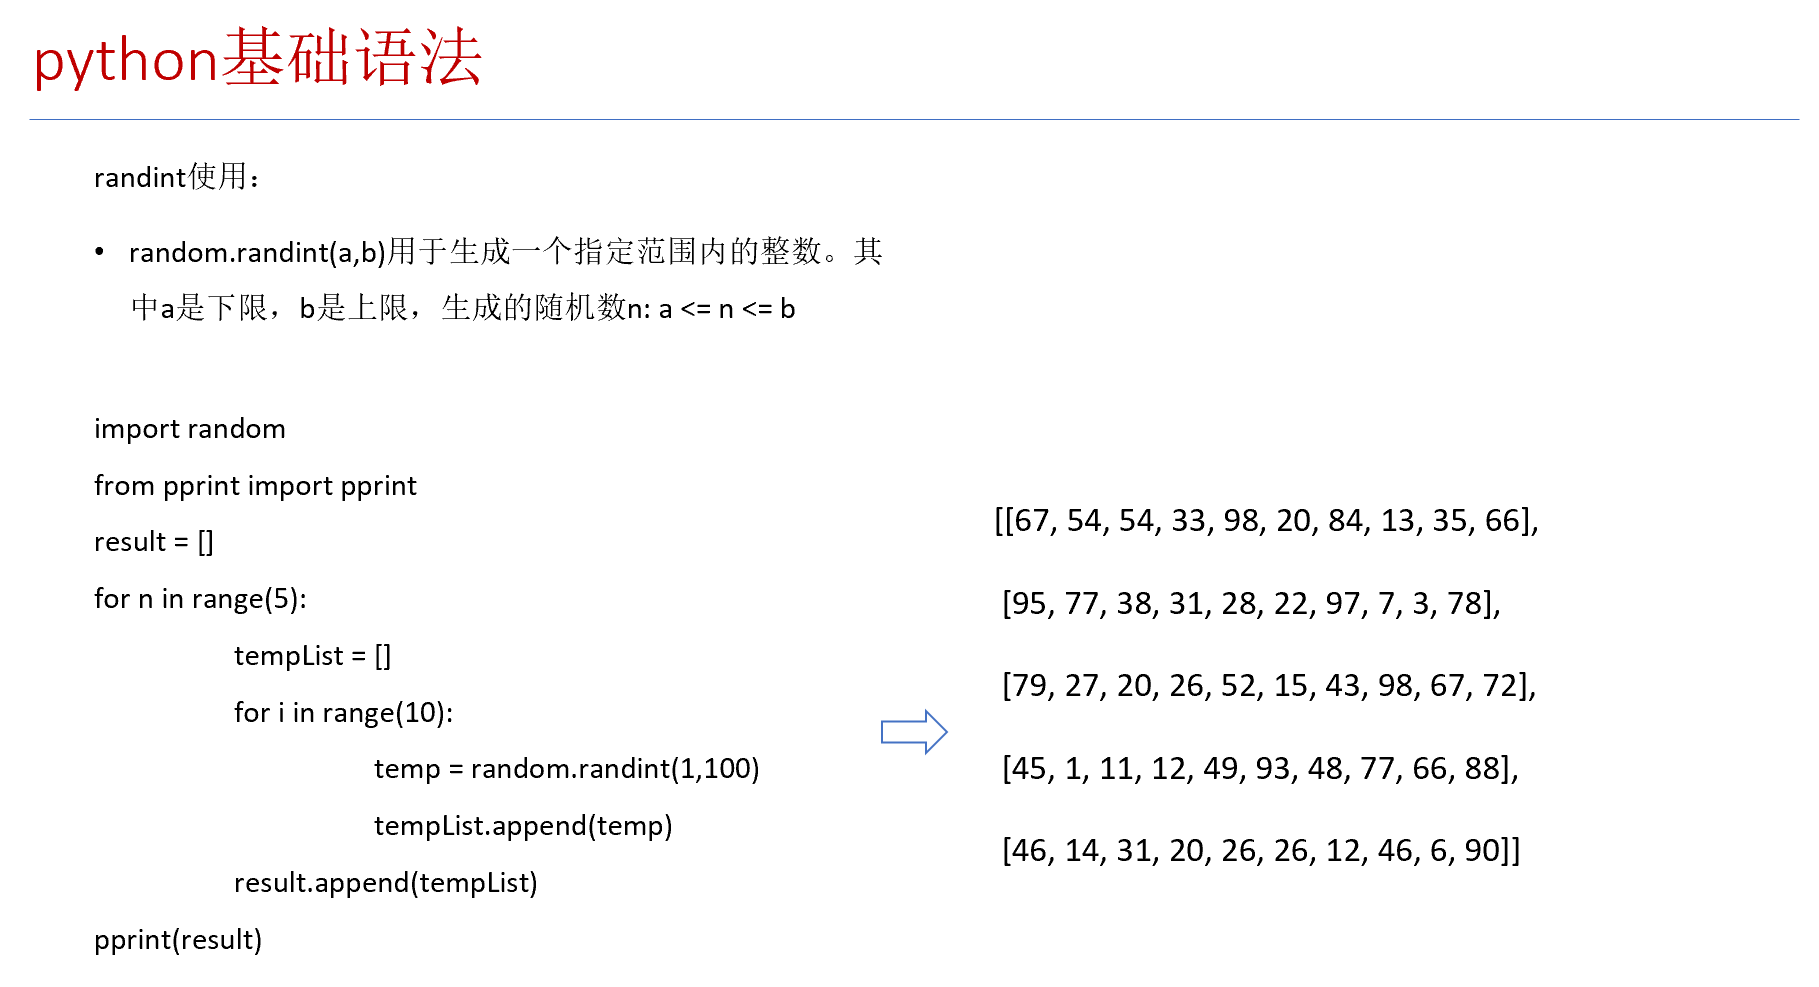 python基础语法
randint使用：
• random.randint(a,b)用于生成一个指定范围内的整数。其
中a是下限，b是上限，生成的随机数n: a <= n <= b
import random
from pprint import pprint
result = []
for n in range(5):
tempList = []
for i in range(10):
temp = random.randint(1,100)
tempList.append(temp)
result.append(tempList)
pprint(result)
[[67, 54, 54, 33, 98, 20, 84, 13, 35, 66],
[95, 77, 38, 31, 28, 22, 97, 7, 3, 78],
[79, 27, 20, 26, 52, 15, 43, 98, 67, 72],
[45, 1, 11, 12, 49, 93, 48, 77, 66, 88],
[46, 14, 31, 20, 26, 26, 12, 46, 6, 90]]